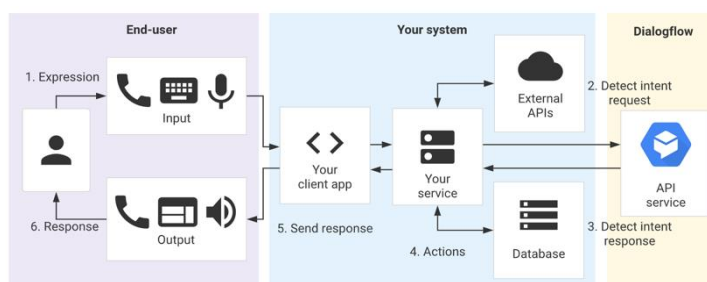 End-user
Your system
Dialogflow
1. Expression
Input
External
APIs
2. Detect intent
request
Your
client app
Your
service
API
service
6. Response
Output
5. Send response
4. Actions
Database
3. Detect intent
response